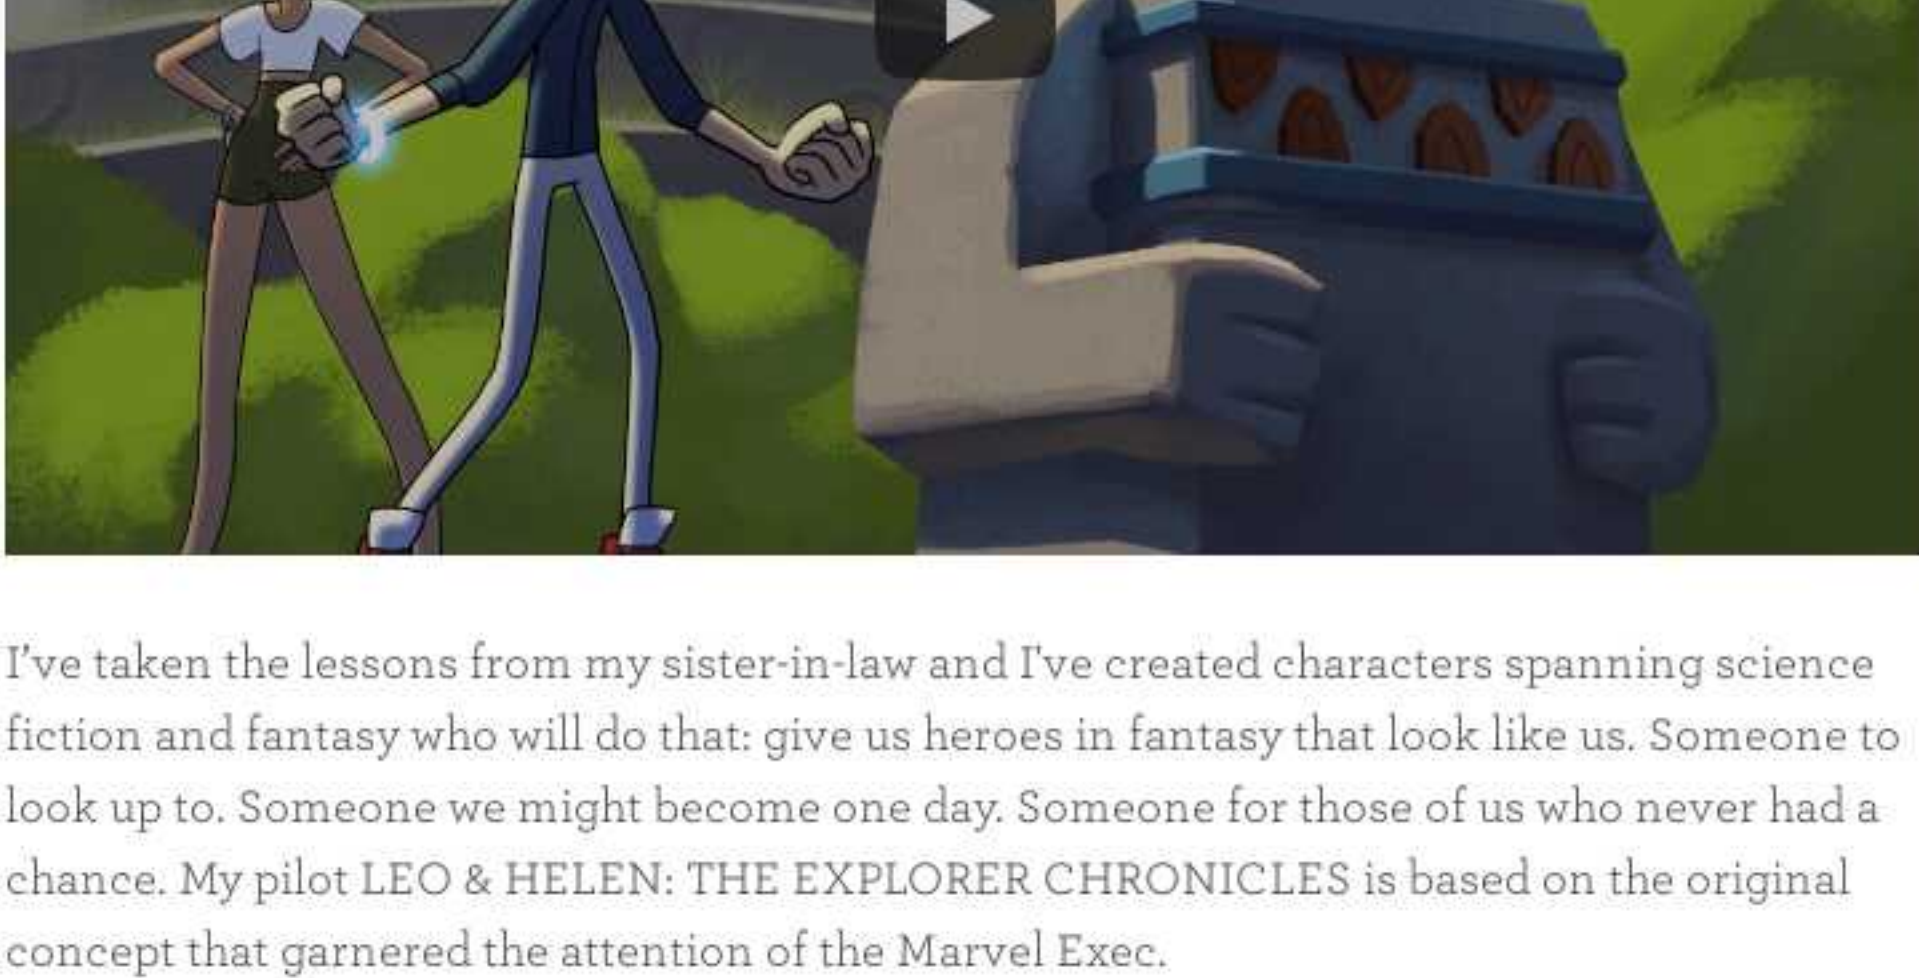 I've taken the lessons from my sister-in-law and I've created characters spanning science
fiction and fantasy who will do that: give us heroes in fantasy that look like us. Someone to
look up to. Someone we might become one day. Someone for those of us who never had a
chance. My pilot LEO & HELEN: THE EXPLORER CHRONICLES is based on the original
concept that garnered the attention of the Marvel Exec.